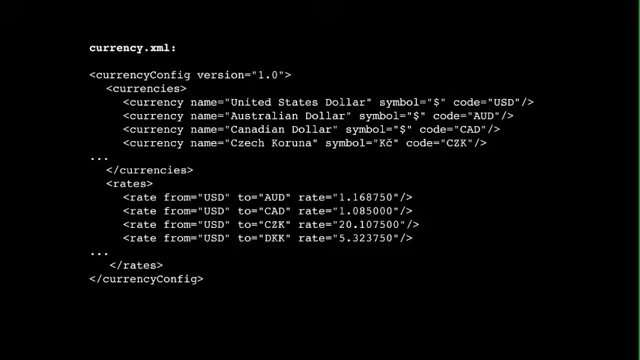 currency.xml:
<currencyConfig version="1.0">
<currencies>
<currency name="United States Dollar" symbol="$" code="USD"/>
<currency name="Australian Dollar" symbol="$" code="AUD"/>
<currency name="Canadian Dollar" symbol="$" code="CAD"/>
<currency name="Czech Koruna" symbol="Kč" code="CZK"/>
...
</currencies>
<rates>
<rate from="USD" to="AUD" rate="1.168750"/>
<rate from="USD" to="CAD" rate="1.085000"/>
<rate from="USD" to="CZK" rate="20.107500"/>
<rate from="USD" to="DKK" rate="5.323750"/>
...
</rates>
</currencyConfig>